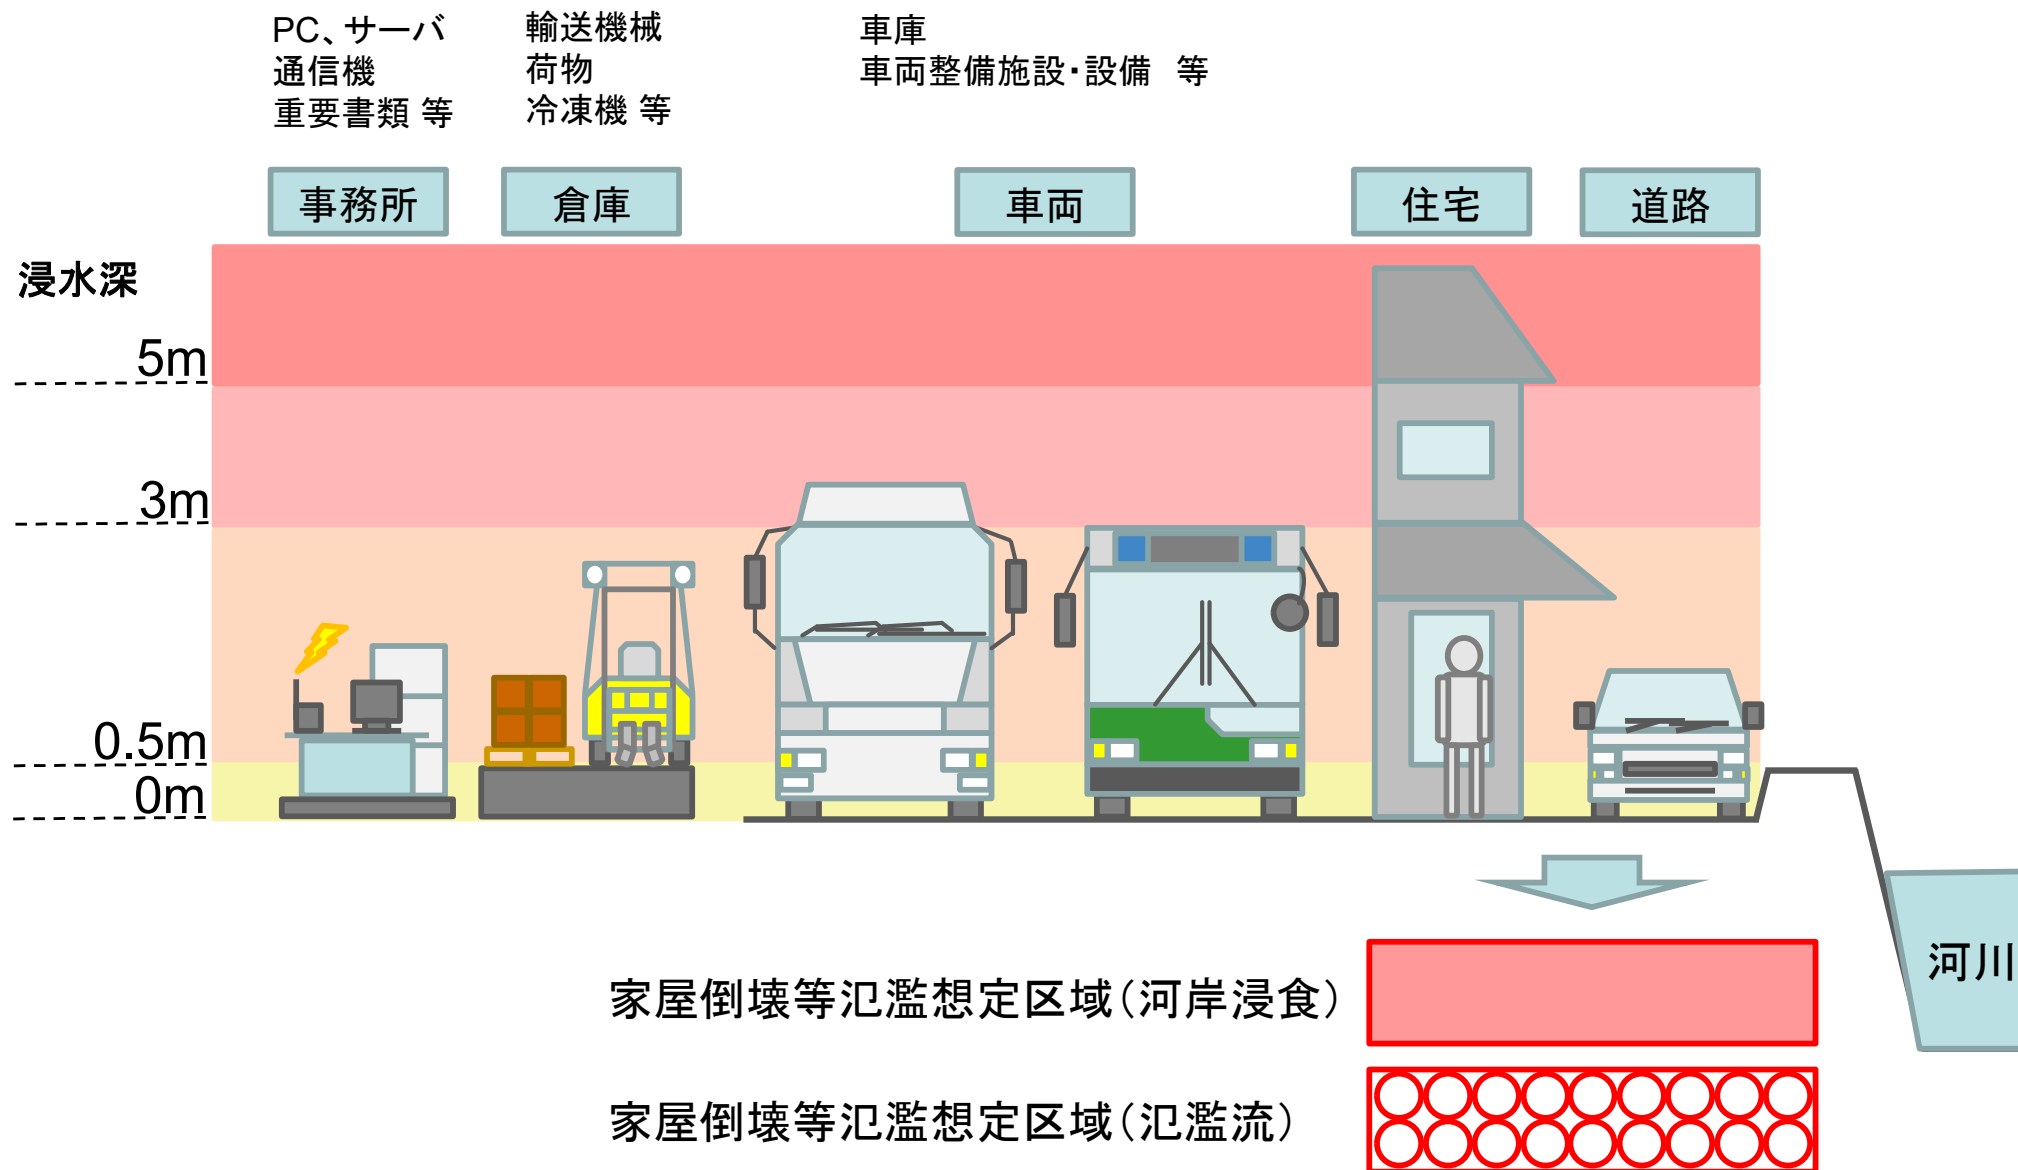 PC、サーバ
通信機
重要書類 等
輸送機械
荷物
冷凍機 等
車庫
車両整備施設・設備　等
事務所
倉庫
車両
住宅
道路
浸水深
5m
3m
0.5m
0m
河川
家屋倒壊等氾濫想定区域（河岸浸食）
家屋倒壊等氾濫想定区域（氾濫流）